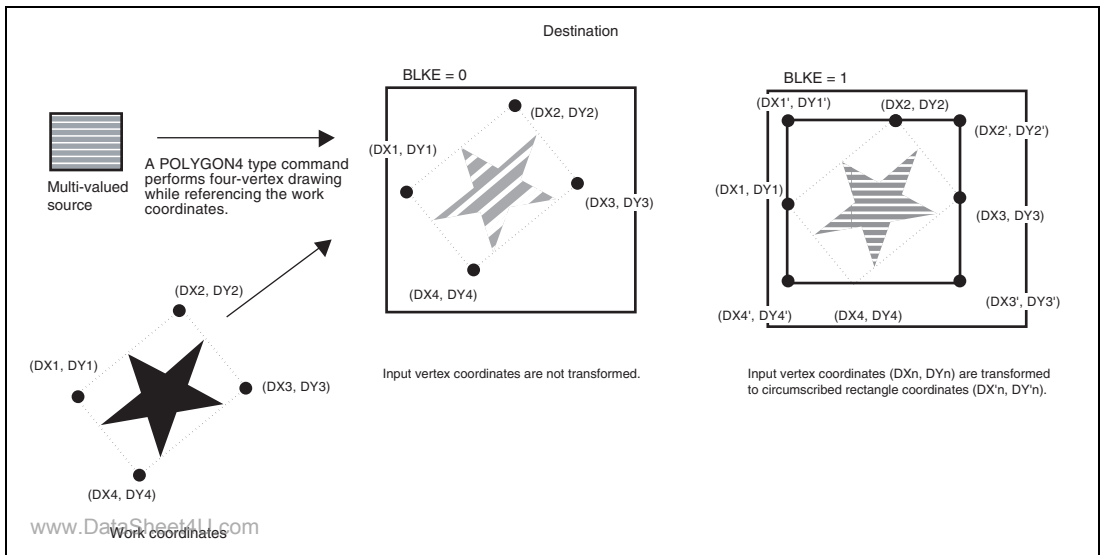 Destination
BLKE = 0
(DX2, DY2)
(DX1, DY1)
(DX3, DY3)
(DX4, DY4)
Input vertex coordinates are not transformed.
BLKE = 1
(DX1', DY1')
(DX2, DY2)
(DX2', DY2')
(DX1, DY1)
(DX3, DY3)
(DX3', DY3')
(DX4', DY4')
(DX4, DY4)
Input vertex coordinates (DXn, DYn) are transformed
to circumscribed rectangle coordinates (DX'n, DY'n).
Multi-valued
source
A POLYGON4 type command
performs four-vertex drawing
while referencing the work
coordinates.
(DX2, DY2)
(DX1, DY1)
(DX3, DY3)
(DX4, DY4)
www.DataSheet4U.com
Work coordinates